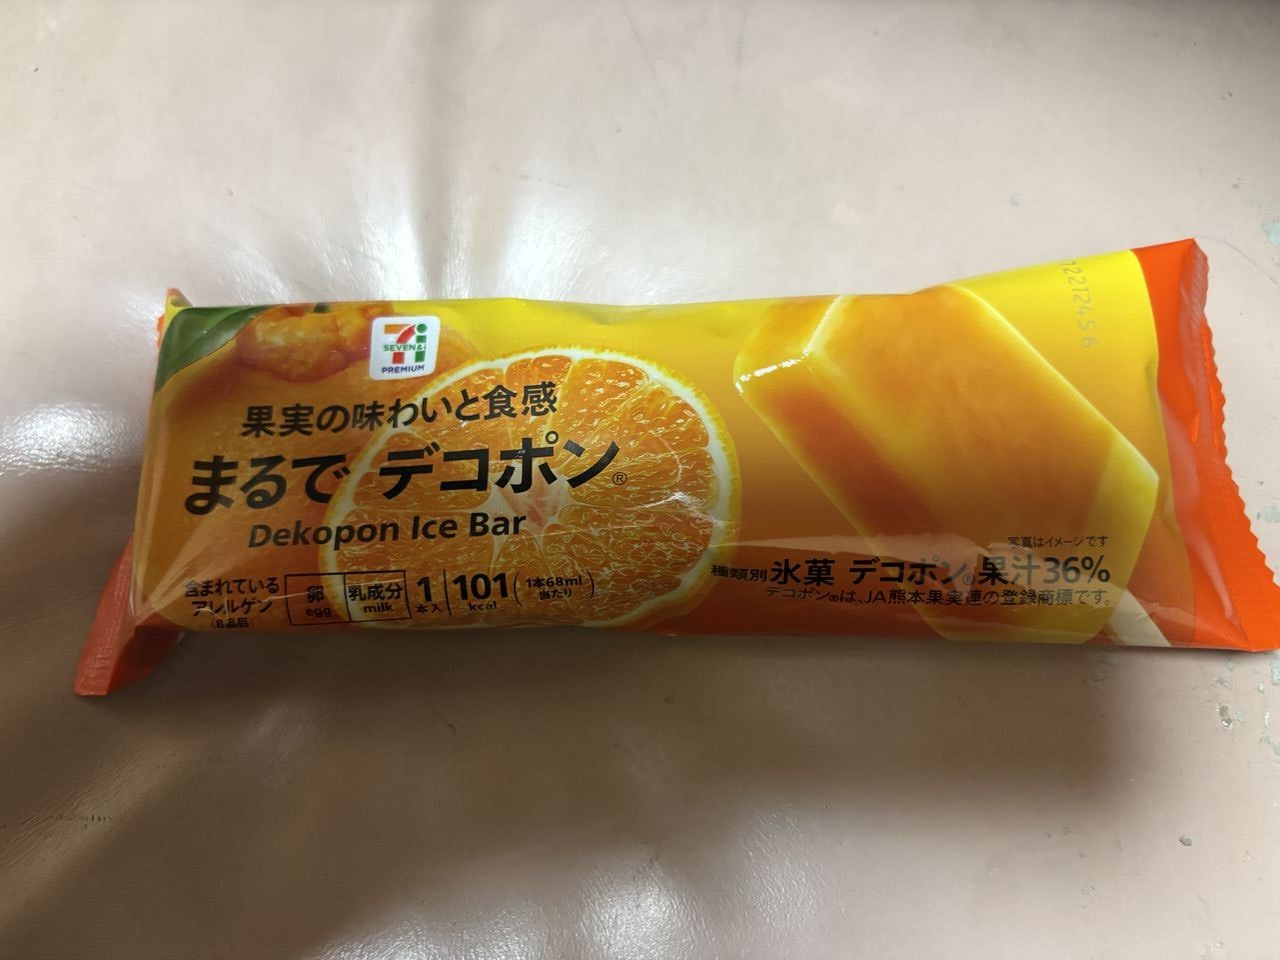 SEVEN&i
PREMIUM
果実の味わいと食感
まるで デコポン®
Dekopon Ice Bar
含まれている
アレルゲン
(8品目)
卵
egg
乳成分
milk
1
本入
101
kcal
(1本68ml
当たり)
写真はイメージです
種類別 氷菓 デコポン®果汁36%
デコポン®は、JA熊本果実連の登録商標です。